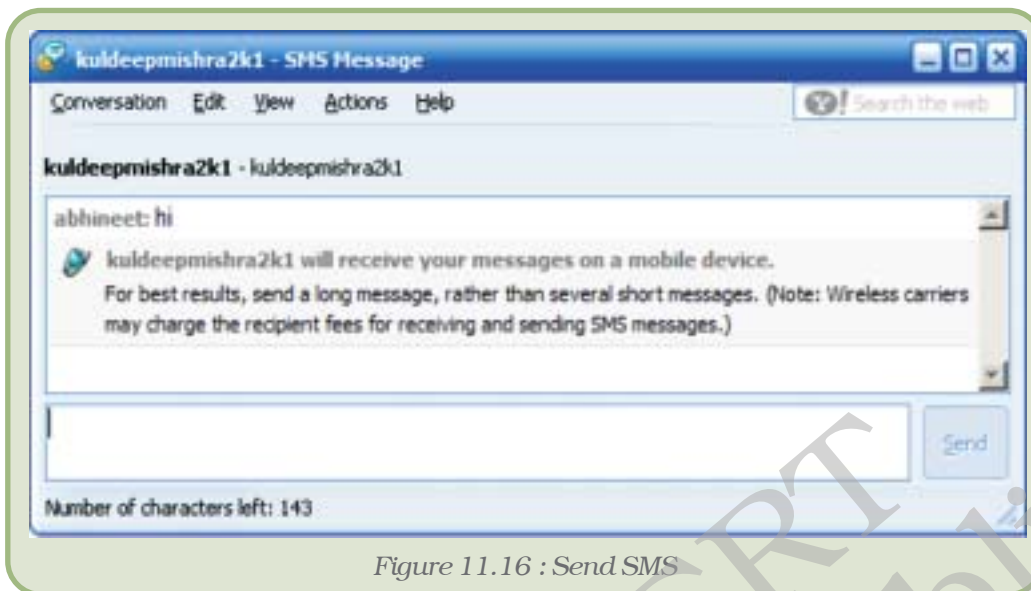 kuldeepmishra2k1 - SMS Message
Conversation Edit View Actions Help
Y! Search the web
kuldeepmishra2k1 - kuldeepmishra2k1
abhineet: hi
kuldeepmishra2k1 will receive your messages on a mobile device.
For best results, send a long message, rather than several short messages. (Note: Wireless carriers
may charge the recipient fees for receiving and sending SMS messages.)
Send
Number of characters left: 143
Figure 11.16 : Send SMS